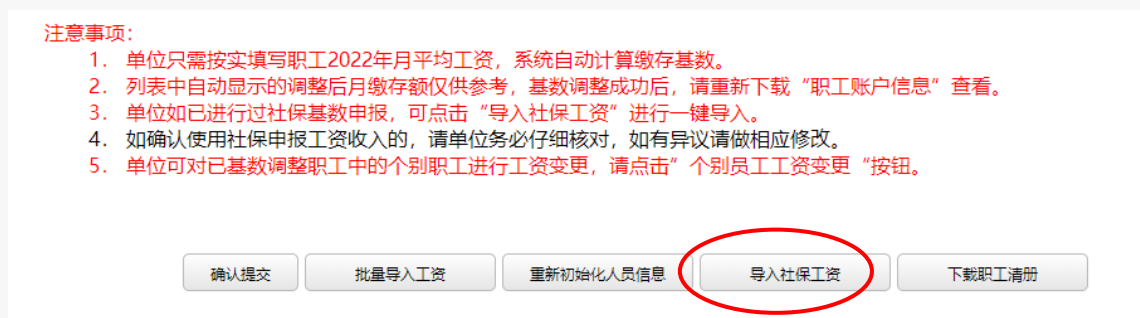 注意事项：
1. 单位只需按实填写职工2022年月平均工资，系统自动计算缴存基数。
2. 列表中自动显示的调整后月缴存额仅供参考，基数调整成功后，请重新下载“职工账户信息”查看。
3. 单位如已进行过社保基数申报，可点击“导入社保工资”进行一键导入。
4. 如确认使用社保申报工资收入的，请单位务必仔细核对，如有异议请做相应修改。
5. 单位可对已基数调整职工中的个别职工进行工资变更，请点击”个别员工工资变更“按钮。
确认提交 批量导入工资 重新初始化人员信息 导入社保工资 下载职工清册